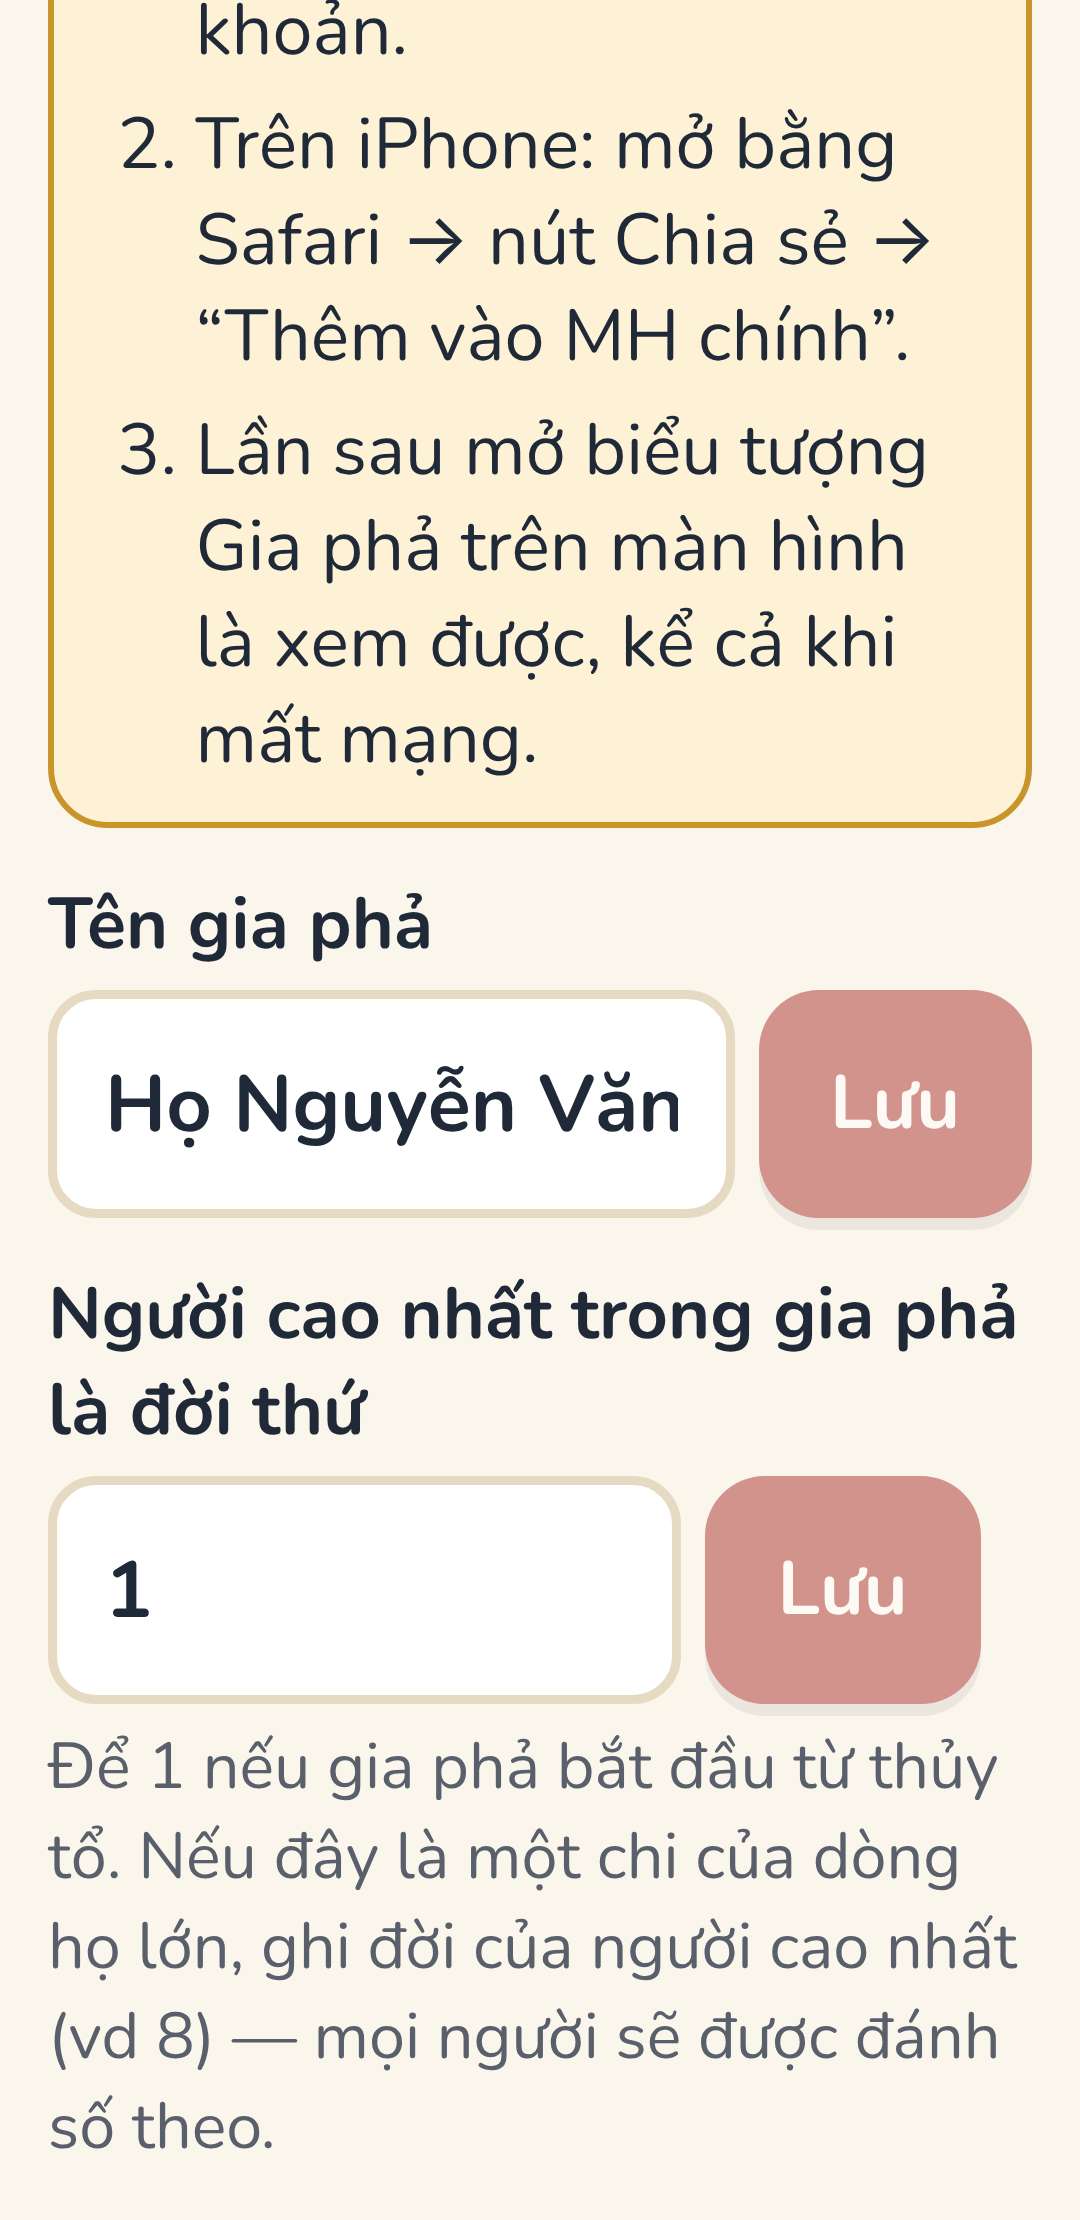 khoản.
2. Trên iPhone: mở bằng
Safari → nút Chia sẻ →
“Thêm vào MH chính”.
3. Lần sau mở biểu tượng
Gia phả trên màn hình
là xem được, kể cả khi
mất mạng.
Tên gia phả
Họ Nguyễn Văn
Lưu
Người cao nhất trong gia phả
là đời thứ
1
Lưu
Để 1 nếu gia phả bắt đầu từ thủy
tổ. Nếu đây là một chi của dòng
họ lớn, ghi đời của người cao nhất
(vd 8) — mọi người sẽ được đánh
số theo.